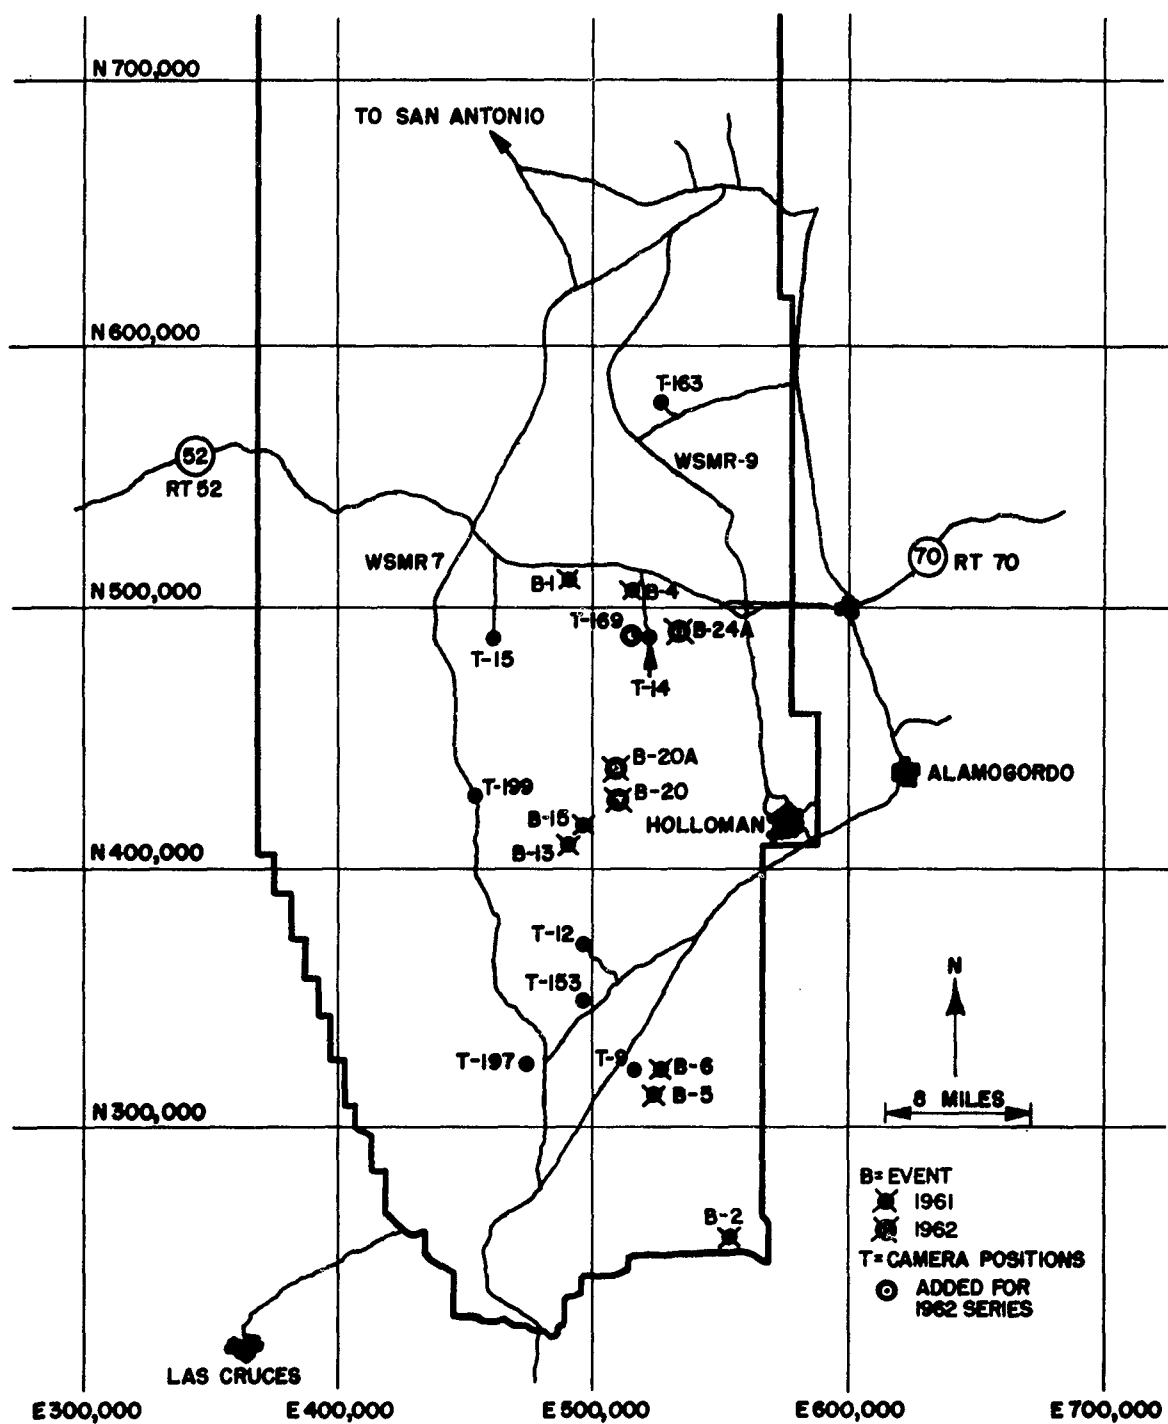 N 700,000
TO SAN ANTONIO
N 600,000
T-163
52
RT 52
WSMR-9
WSMR 7
70
RT 70
B-1
B-4
N 500,000
T-169
B-24A
T-15
T-14
B-20A
ALAMOGORDO
T-199
B-20
B-15
HOLLOMAN
B-13
N 400,000
T-12
N
T-153
T-197
T-9
B-6
B-5
8 MILES
N 300,000
B= EVENT
1961
B-2
1962
T= CAMERA POSITIONS
ADDED FOR
1962 SERIES
LAS CRUCES
E 300,000
E 400,000
E 500,000
E 600,000
E 700,000